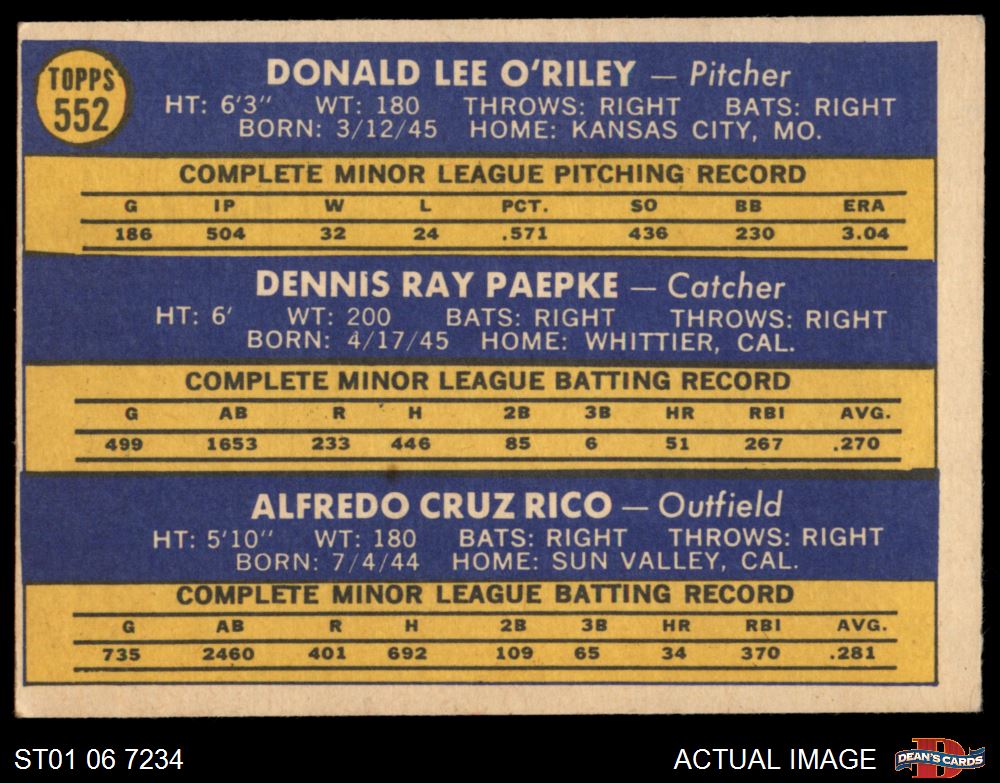 TOPPS
552
DONALD LEE O'RILEY — Pitcher
HT: 6'3" WT: 180 THROWS: RIGHT BATS: RIGHT
BORN: 3/12/45 HOME: KANSAS CITY, MO.
COMPLETE MINOR LEAGUE PITCHING RECORD
G IP W L PCT. SO BB ERA
186 504 32 24 .571 436 230 3.04
DENNIS RAY PAEPKE — Catcher
HT: 6' WT: 200 BATS: RIGHT THROWS: RIGHT
BORN: 4/17/45 HOME: WHITTIER, CAL.
COMPLETE MINOR LEAGUE BATTING RECORD
G AB R H 2B 3B HR RBI AVG.
499 1653 233 446 85 6 51 267 .270
ALFREDO CRUZ RICO — Outfield
HT: 5'10" WT: 180 BATS: RIGHT THROWS: RIGHT
BORN: 7/4/44 HOME: SUN VALLEY, CAL.
COMPLETE MINOR LEAGUE BATTING RECORD
G AB R H 2B 3B HR RBI AVG.
735 2460 401 692 109 65 34 370 .281
ST01 06 7234 ACTUAL IMAGE D DEAN'S CARDS